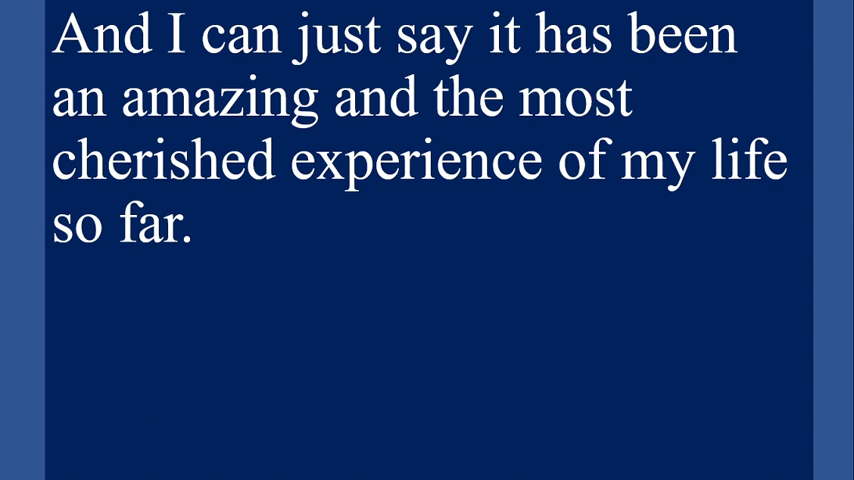 And I can just say it has been
an amazing and the most
cherished experience of my life
so far.